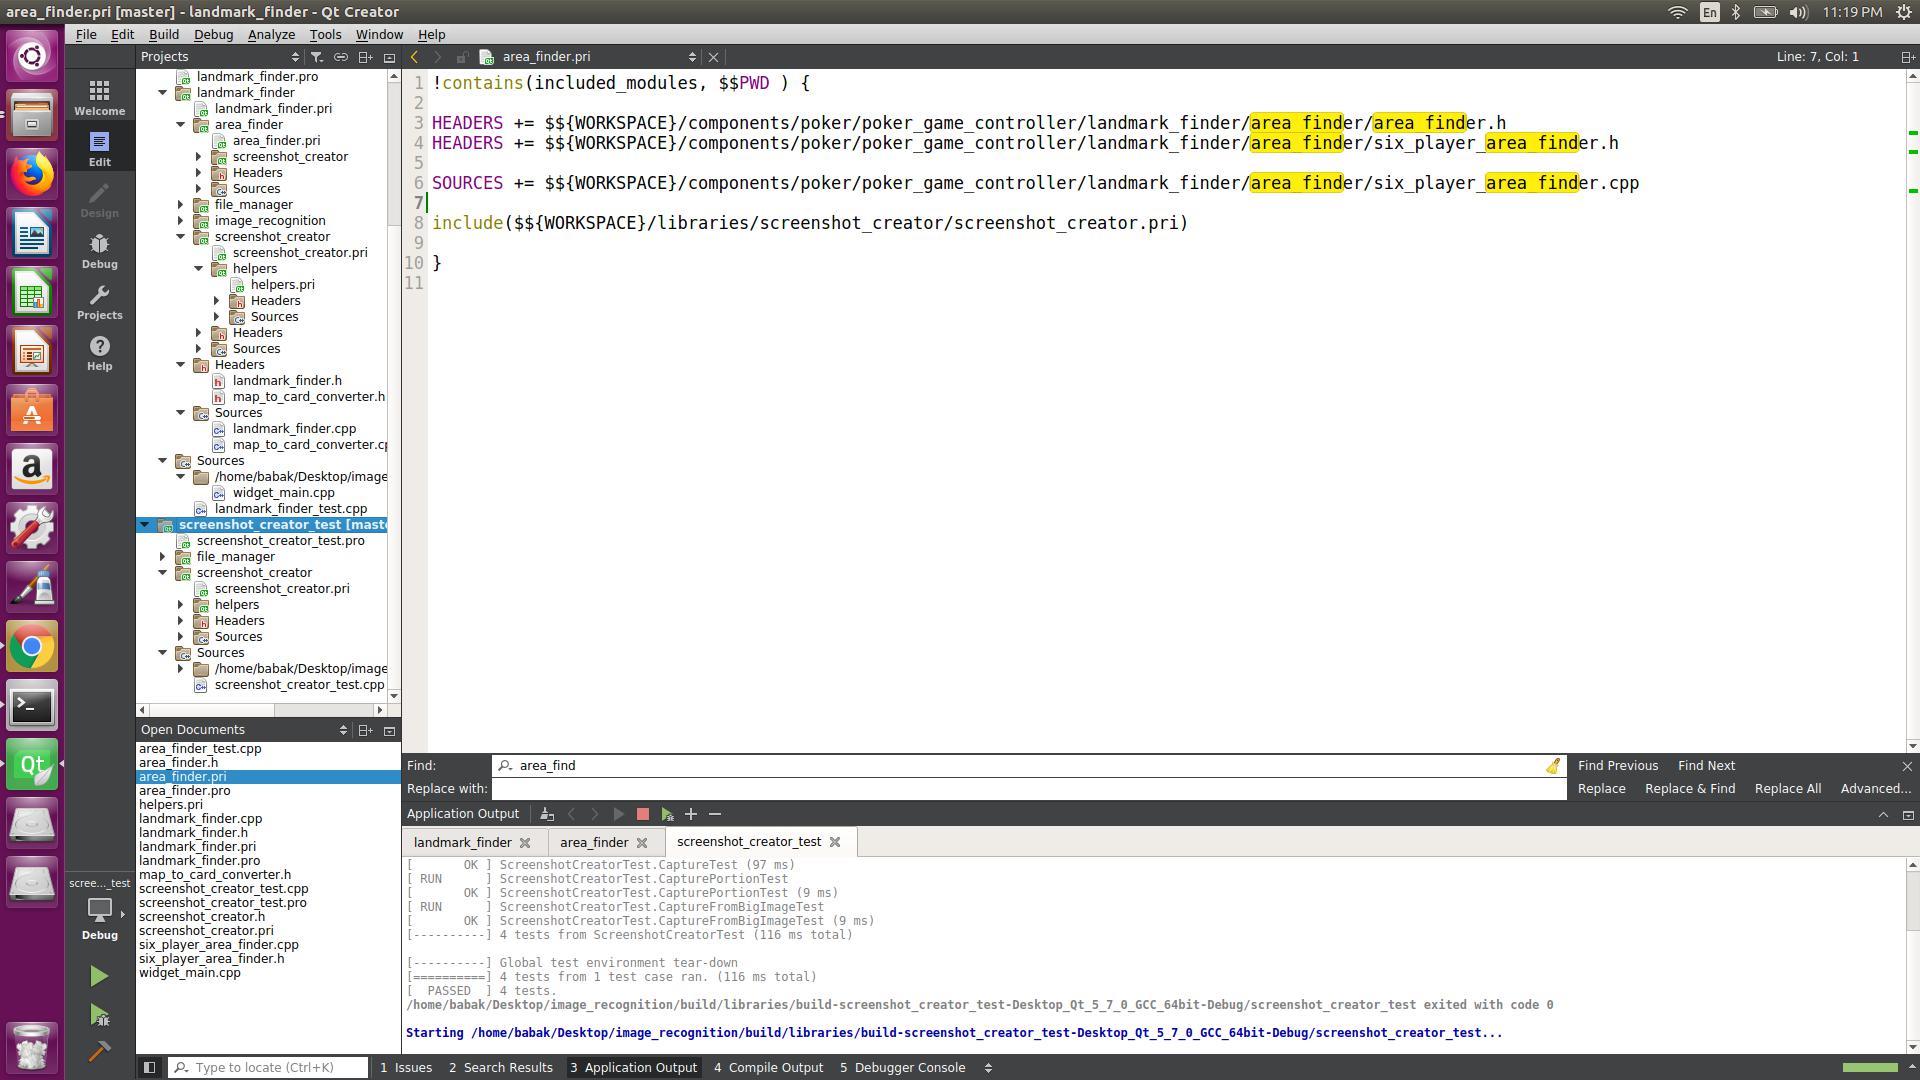 area_finder.pri [master] - landmark_finder - Qt Creator
En
11:19 PM
File Edit Build Debug Analyze Tools Window Help
Projects
area_finder.pri
Line: 7, Col: 1
Welcome
Edit
Design
Debug
Projects
Help
landmark_finder.pro
landmark_finder
landmark_finder.pri
area_finder
area_finder.pri
screenshot_creator
Headers
Sources
file_manager
image_recognition
screenshot_creator
screenshot_creator.pri
helpers
helpers.pri
Headers
Sources
Headers
Sources
Headers
landmark_finder.h
map_to_card_converter.h
Sources
landmark_finder.cpp
map_to_card_converter.cp
Sources
/home/babak/Desktop/image
widget_main.cpp
landmark_finder_test.cpp
screenshot_creator_test [maste
screenshot_creator_test.pro
file_manager
screenshot_creator
screenshot_creator.pri
helpers
Headers
Sources
Sources
/home/babak/Desktop/image
screenshot_creator_test.cpp
1 !contains(included_modules, $$PWD ) {
2
3 HEADERS += $${WORKSPACE}/components/poker/poker_game_controller/landmark_finder/area_finder/area_finder.h
4 HEADERS += $${WORKSPACE}/components/poker/poker_game_controller/landmark_finder/area_finder/six_player_area_finder.h
5
6 SOURCES += $${WORKSPACE}/components/poker/poker_game_controller/landmark_finder/area_finder/six_player_area_finder.cpp
7
8 include($${WORKSPACE}/libraries/screenshot_creator/screenshot_creator.pri)
9
10 }
11
Open Documents
area_finder_test.cpp
area_finder.h
area_finder.pri
area_finder.pro
helpers.pri
landmark_finder.cpp
landmark_finder.h
landmark_finder.pri
landmark_finder.pro
map_to_card_converter.h
screenshot_creator_test.cpp
screenshot_creator_test.pro
screenshot_creator.h
screenshot_creator.pri
six_player_area_finder.cpp
six_player_area_finder.h
widget_main.cpp
scree..._test
Debug
Find: area_find Find Previous Find Next
Replace with: Replace Replace & Find Replace All Advanced...
Application Output
landmark_finder area_finder screenshot_creator_test
[       OK ] ScreenshotCreatorTest.CaptureTest (97 ms)
[ RUN      ] ScreenshotCreatorTest.CapturePortionTest
[       OK ] ScreenshotCreatorTest.CapturePortionTest (9 ms)
[ RUN      ] ScreenshotCreatorTest.CaptureFromBigImageTest
[       OK ] ScreenshotCreatorTest.CaptureFromBigImageTest (9 ms)
[----------] 4 tests from ScreenshotCreatorTest (116 ms total)
[----------] Global test environment tear-down
[==========] 4 tests from 1 test case ran. (116 ms total)
[  PASSED  ] 4 tests.
/home/babak/Desktop/image_recognition/build/libraries/build-screenshot_creator_test-Desktop_Qt_5_7_0_GCC_64bit-Debug/screenshot_creator_test exited with code 0
Starting /home/babak/Desktop/image_recognition/build/libraries/build-screenshot_creator_test-Desktop_Qt_5_7_0_GCC_64bit-Debug/screenshot_creator_test...
Type to locate (Ctrl+K) 1 Issues 2 Search Results 3 Application Output 4 Compile Output 5 Debugger Console